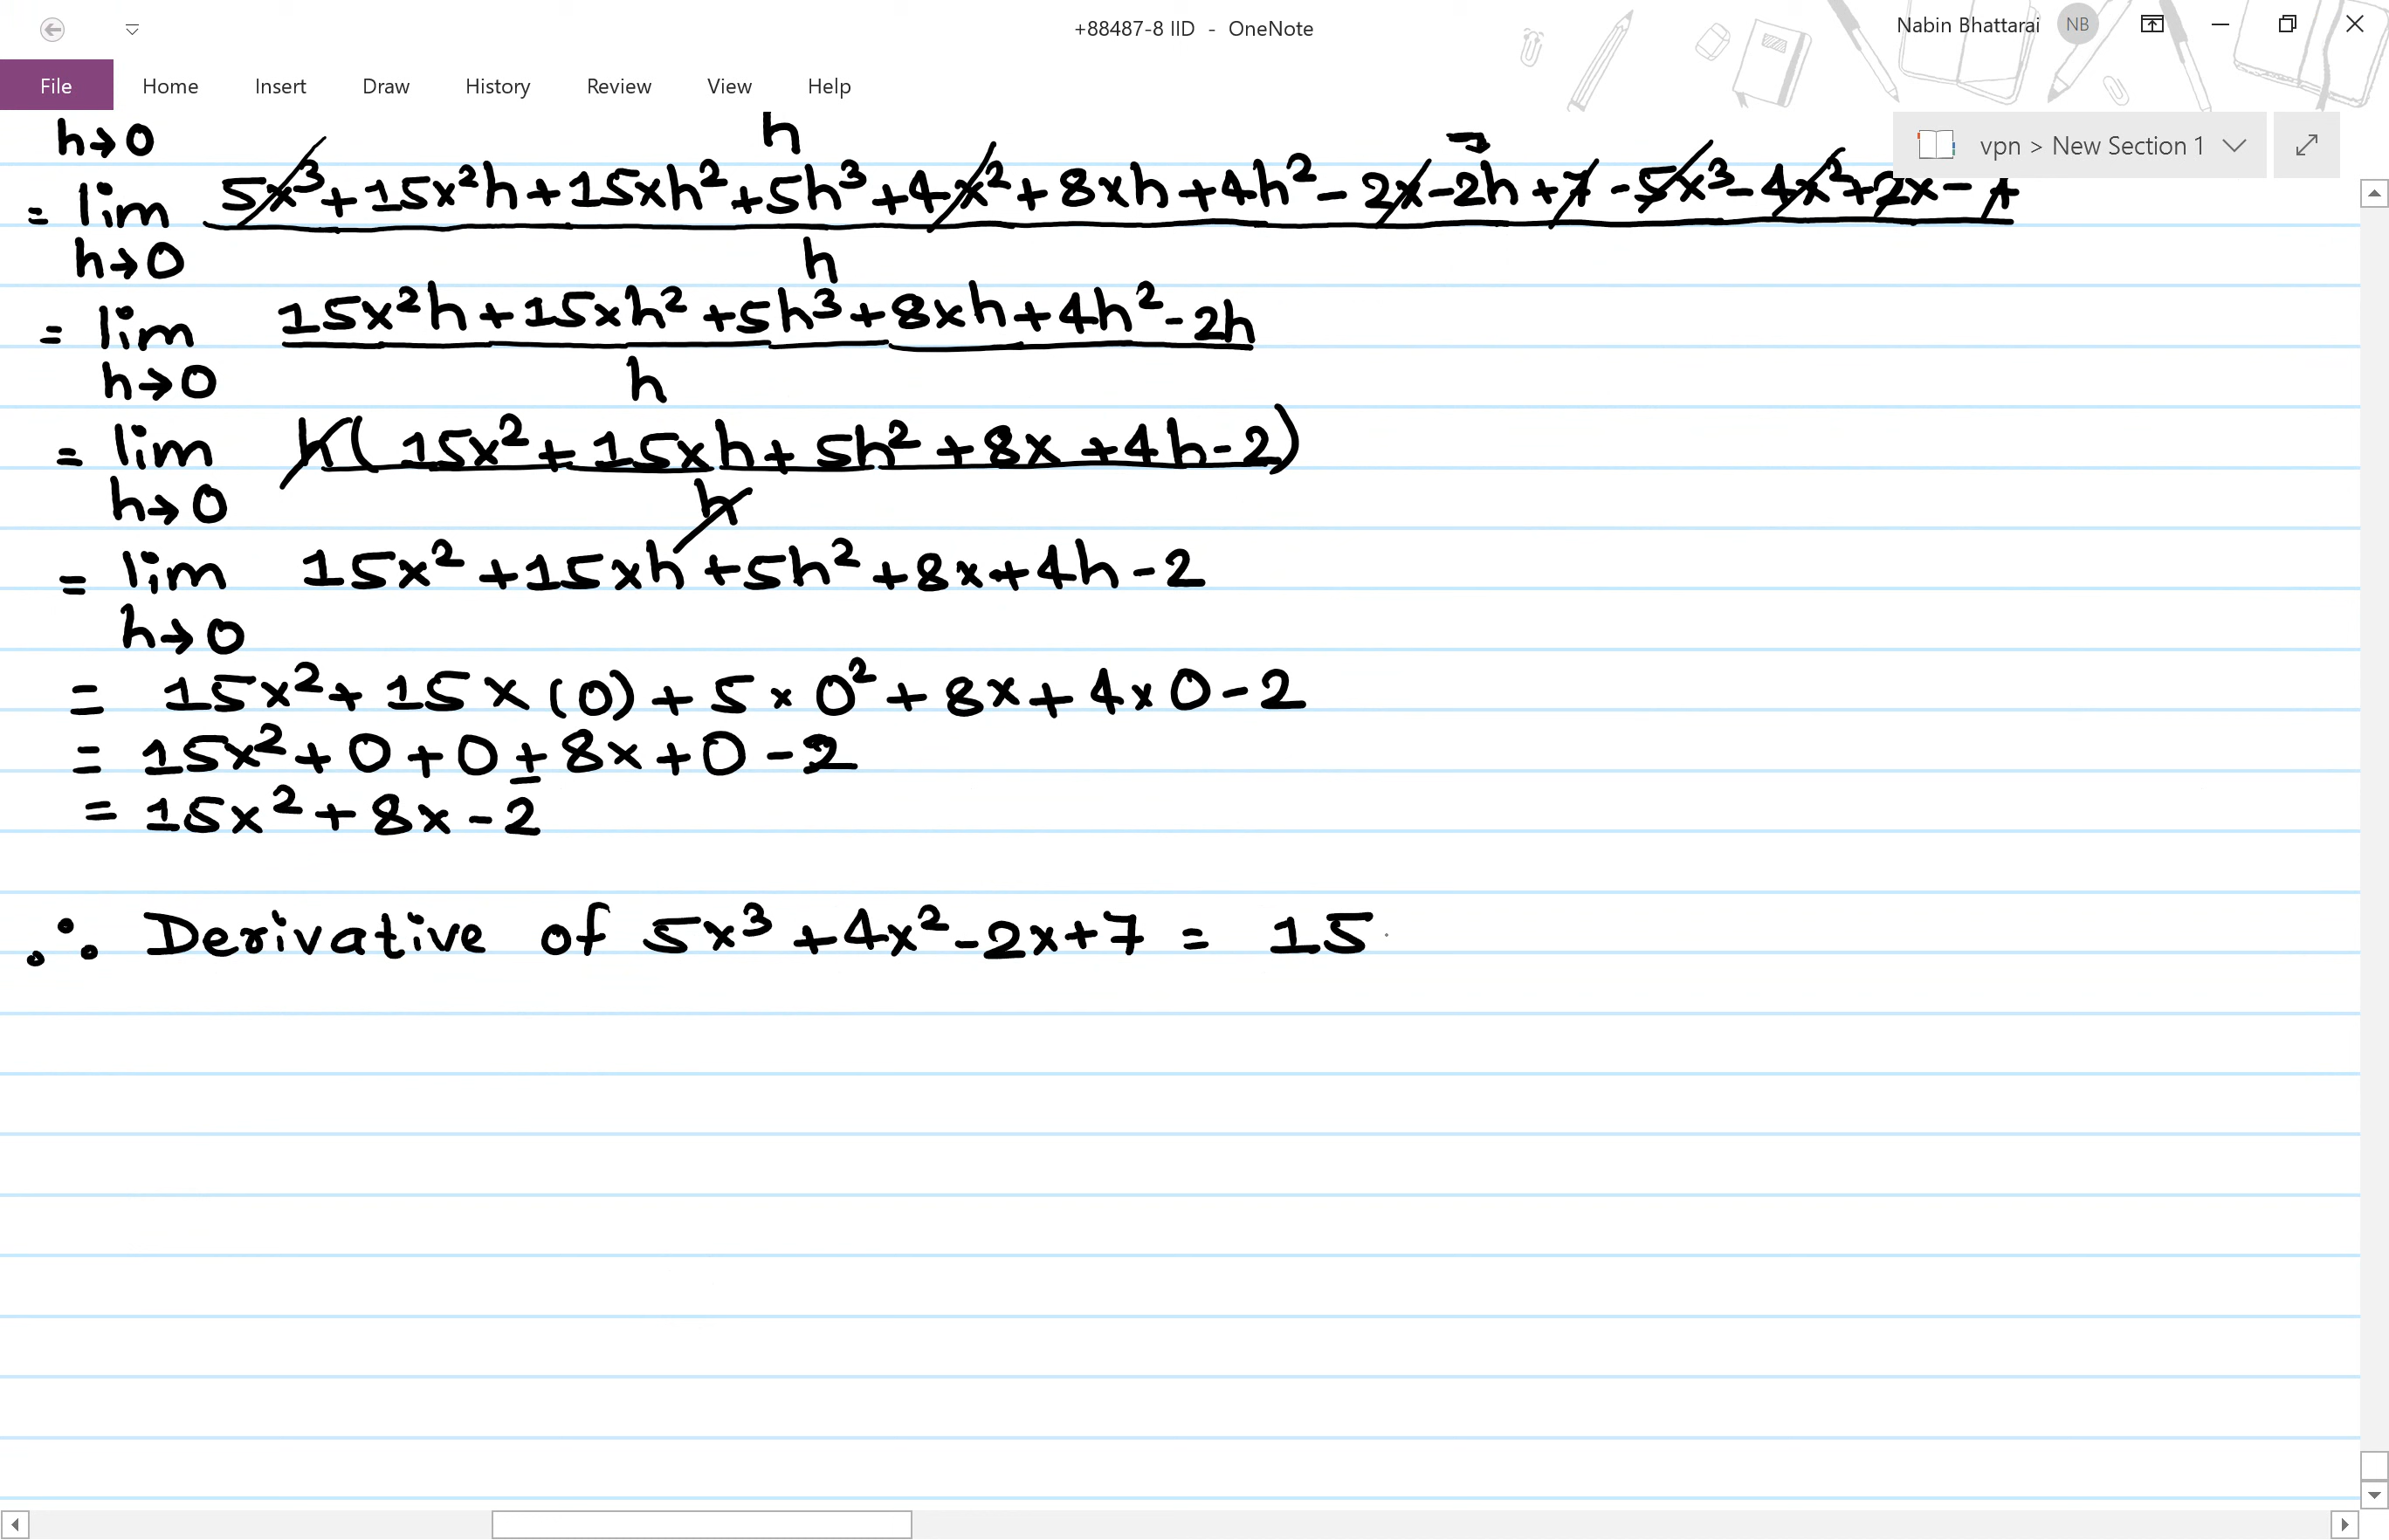 +88487-8 IID - OneNote
Nabin Bhattarai NB
File Home Insert Draw History Review View Help
vpn > New Section 1
h→0 h
= lim 5x³+15x²h+15xh²+5h³+4x²+8xh+4h²-2x-2h+7-5x³-4x²+2x-7
h→0 h
= lim 15x²h+15xh²+5h³+8xh+4h²-2h
h→0 h
= lim h(15x²+15xh+5h²+8x+4h-2)
h→0 h
= lim 15x²+15xh+5h²+8x+4h-2
h→0
= 15x²+15x(0)+5×0²+8x+4×0-2
= 15x²+0+0+8x+0-2
= 15x²+8x-2
∴ Derivative of 5x³+4x²-2x+7 = 15